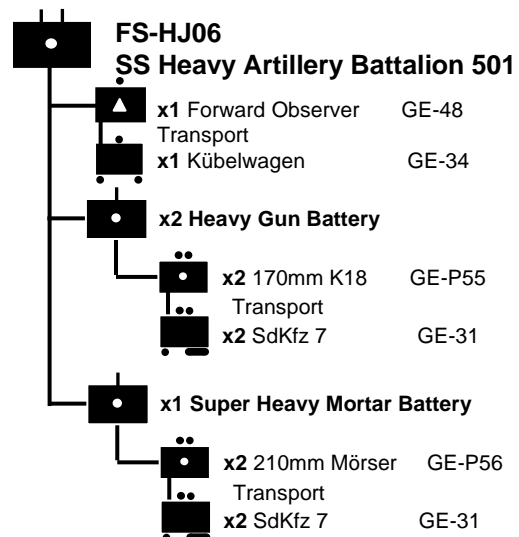 FS-HJ06
SS Heavy Artillery Battalion 501
x1 Forward Observer GE-48
Transport
x1 Kübelwagen GE-34
x2 Heavy Gun Battery
x2 170mm K18 GE-P55
Transport
x2 SdKfz 7 GE-31
x1 Super Heavy Mortar Battery
x2 210mm Mörser GE-P56
Transport
x2 SdKfz 7 GE-31